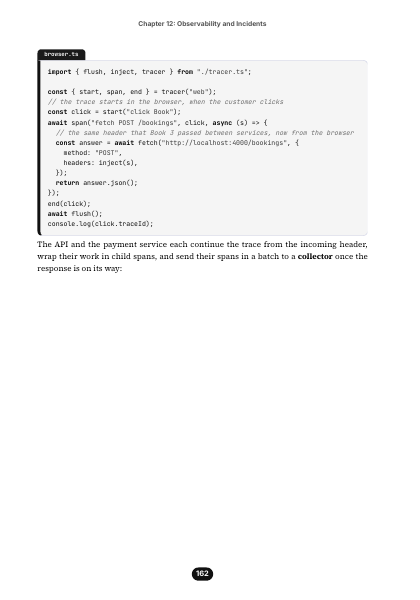 Chapter 12: Observability and Incidents
browser.ts
import { flush, inject, tracer } from "./tracer.ts";
const { start, span, end } = tracer("web");
// the trace starts in the browser, when the customer clicks
const click = start("click Book");
await span("fetch POST /bookings", click, async (s) => {
  // the same header that Book 3 passed between services, now from the browser
  const answer = await fetch("http://localhost:4000/bookings", {
    method: "POST",
    headers: inject(s),
  });
  return answer.json();
});
end(click);
await flush();
console.log(click.traceId);
The API and the payment service each continue the trace from the incoming header,
wrap their work in child spans, and send their spans in a batch to a collector once the
response is on its way:
162